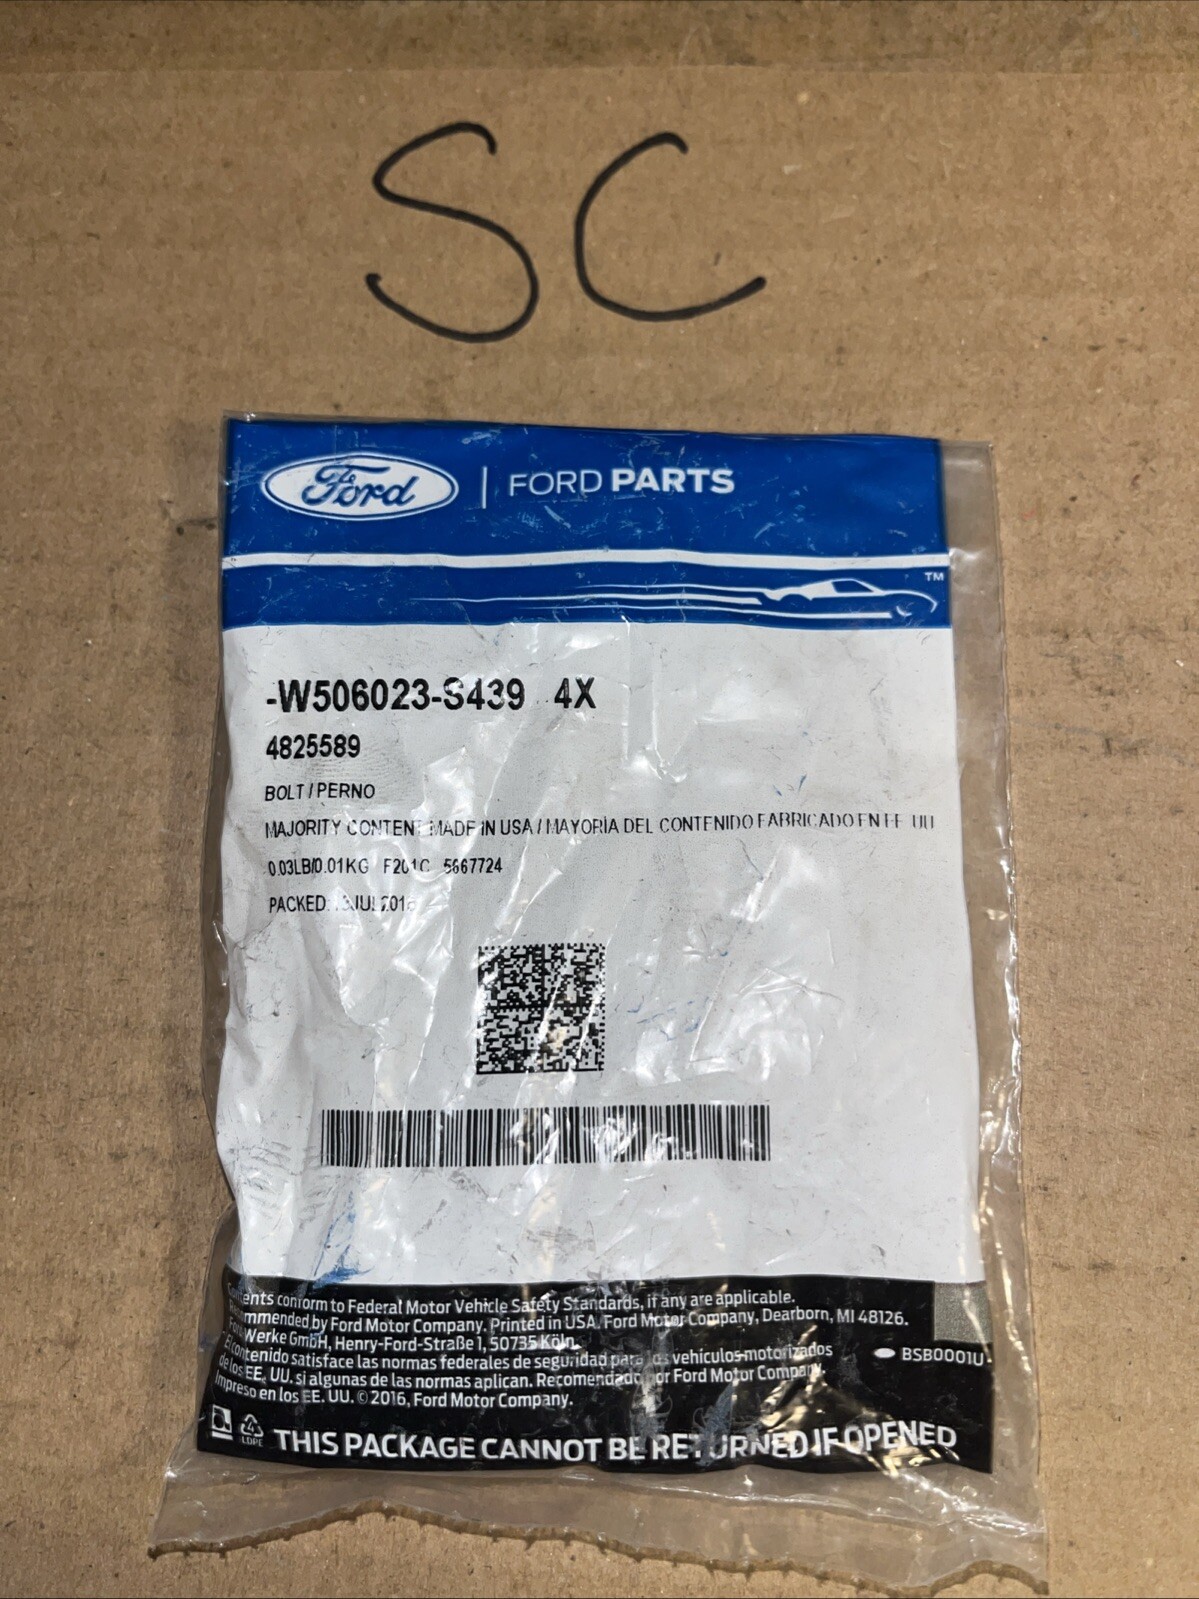 SC
Ford | FORD PARTS
TM
-W506023-S439 4X
4825589
BOLT / PERNO
MAJORITY CONTENT MADE IN USA / MAYORIA DEL CONTENIDO FABRICADO EN EE UU
0.03LB/0.01KG F201C 5667724
PACKED:
Contents conform to Federal Motor Vehicle Safety Standards, if any are applicable.
Recommended by Ford Motor Company. Printed in USA. Ford Motor Company, Dearborn, MI 48126.
Werke GmbH, Henry-Ford-Straße 1, 50735 Köln.
El contenido satisface las normas federales de seguridad para los vehículos motorizados
de los EE. UU. si algunas de las normas aplican. Recomendado por Ford Motor Company.
Impreso en los EE. UU. © 2016, Ford Motor Company.
BSB0001U
4
LDPE
THIS PACKAGE CANNOT BE RETURNED IF OPENED